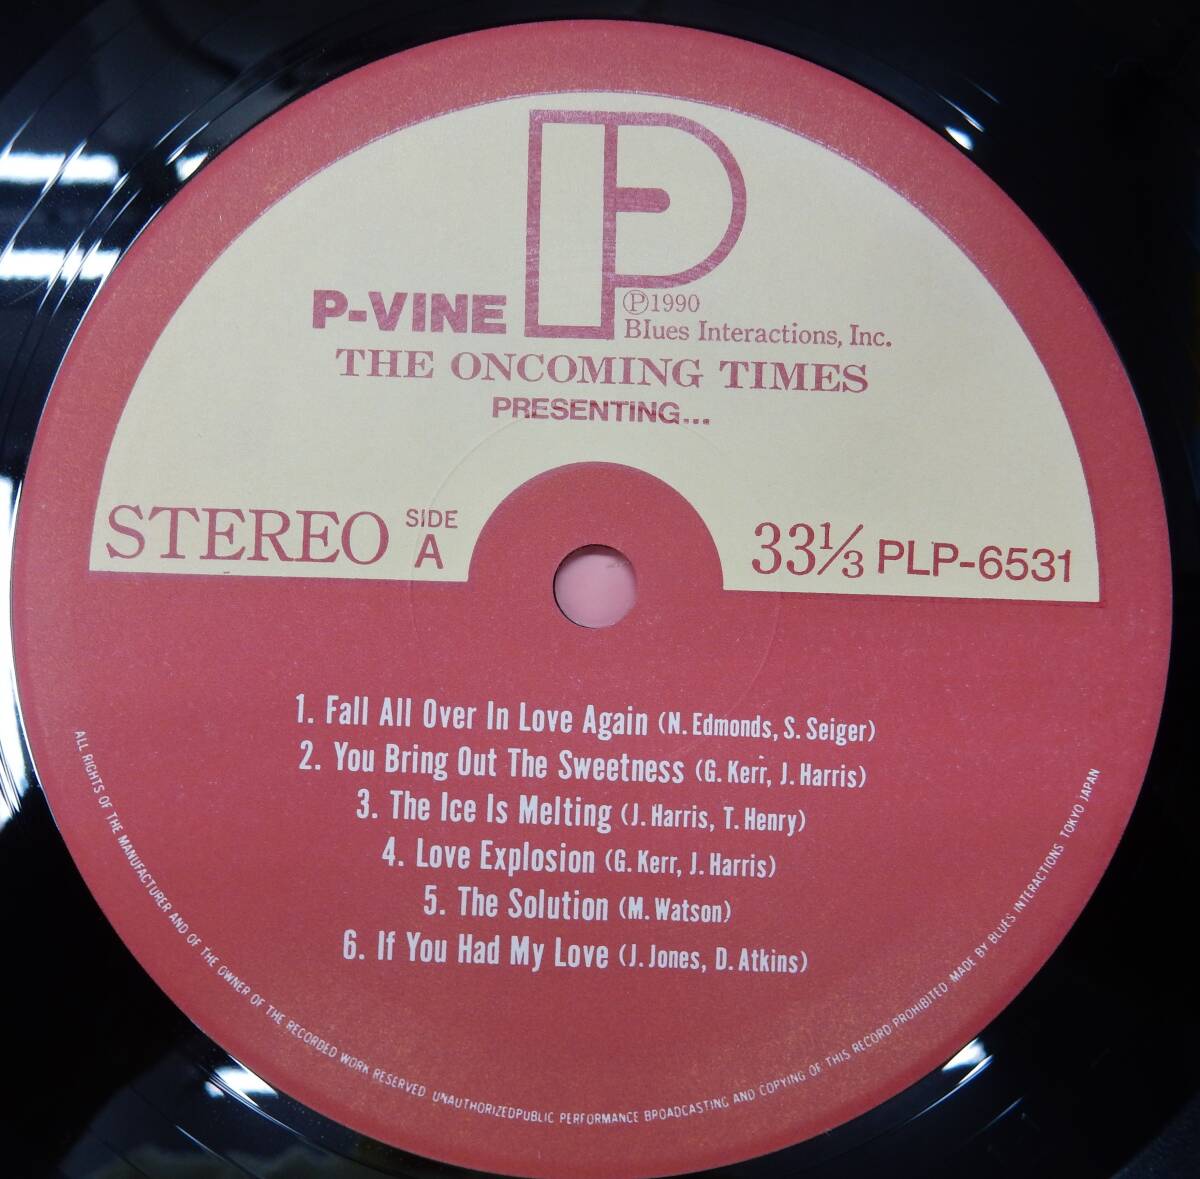 P-VINE
Ⓟ1990
Blues Interactions, Inc.
THE ONCOMING TIMES
PRESENTING...
STEREO SIDE A
33⅓ PLP-6531
1. Fall All Over In Love Again (N. Edmonds, S. Seiger)
2. You Bring Out The Sweetness (G. Kerr, J. Harris)
3. The Ice Is Melting (J. Harris, T. Henry)
4. Love Explosion (G. Kerr, J. Harris)
5. The Solution (M. Watson)
6. If You Had My Love (J. Jones, D. Atkins)
ALL RIGHTS OF THE MANUFACTURER AND OF THE OWNER OF THE RECORDED WORK RESERVED UNAUTHORIZEDPUBLIC PERFORMANCE BPOADCASTING AND COPYING OF THIS RECORD PROHIBITED MADE BY BLUES INTERACTIONS TOKYO JAPAN